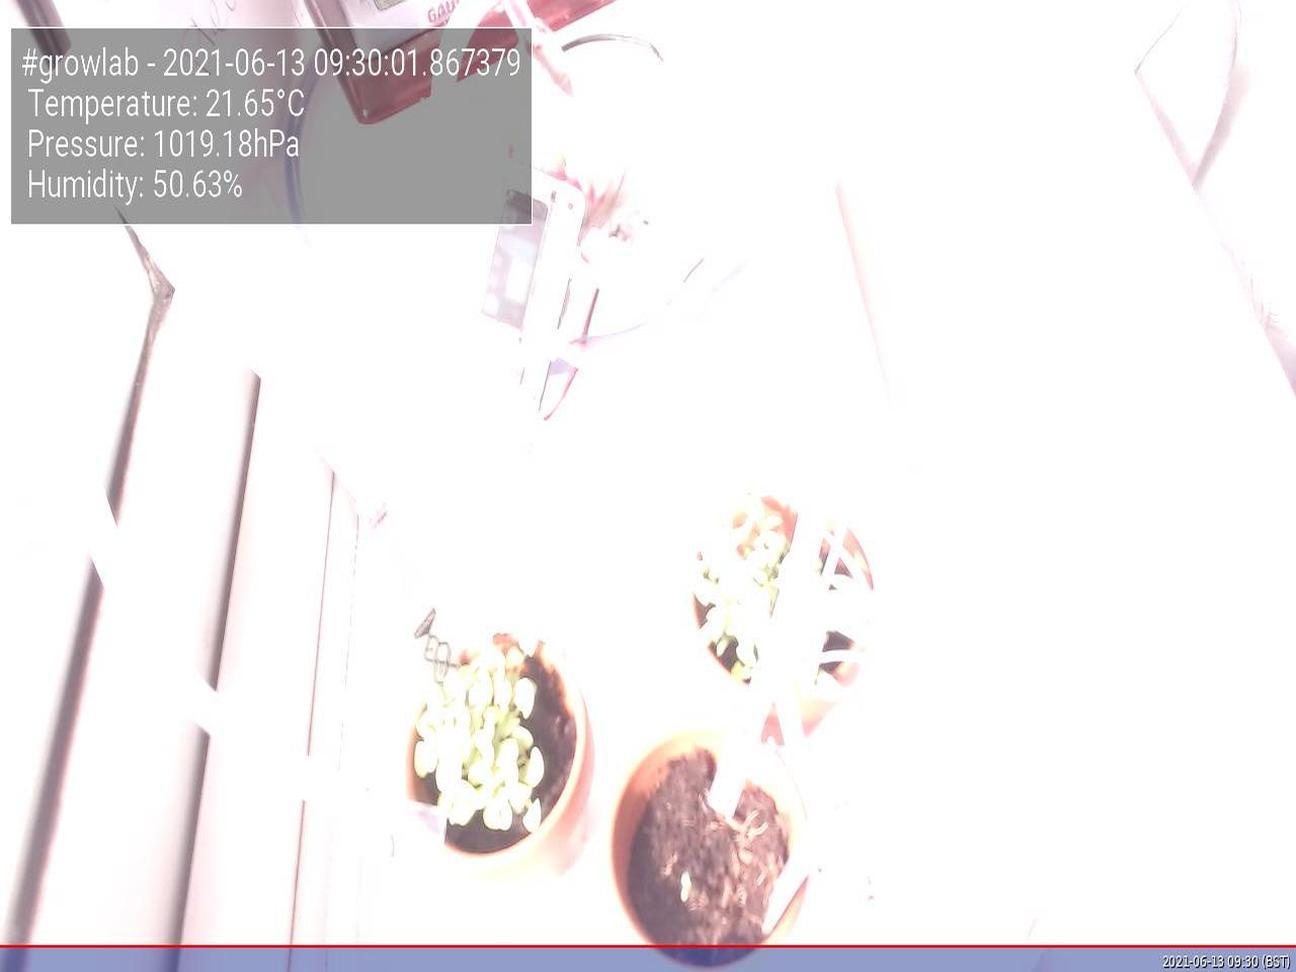 #growlab - 2021-06-13 09:30:01.867379
Temperature: 21.65°C
Pressure: 1019.18hPa
Humidity: 50.63%
2021-06-13 09:30 (BST)